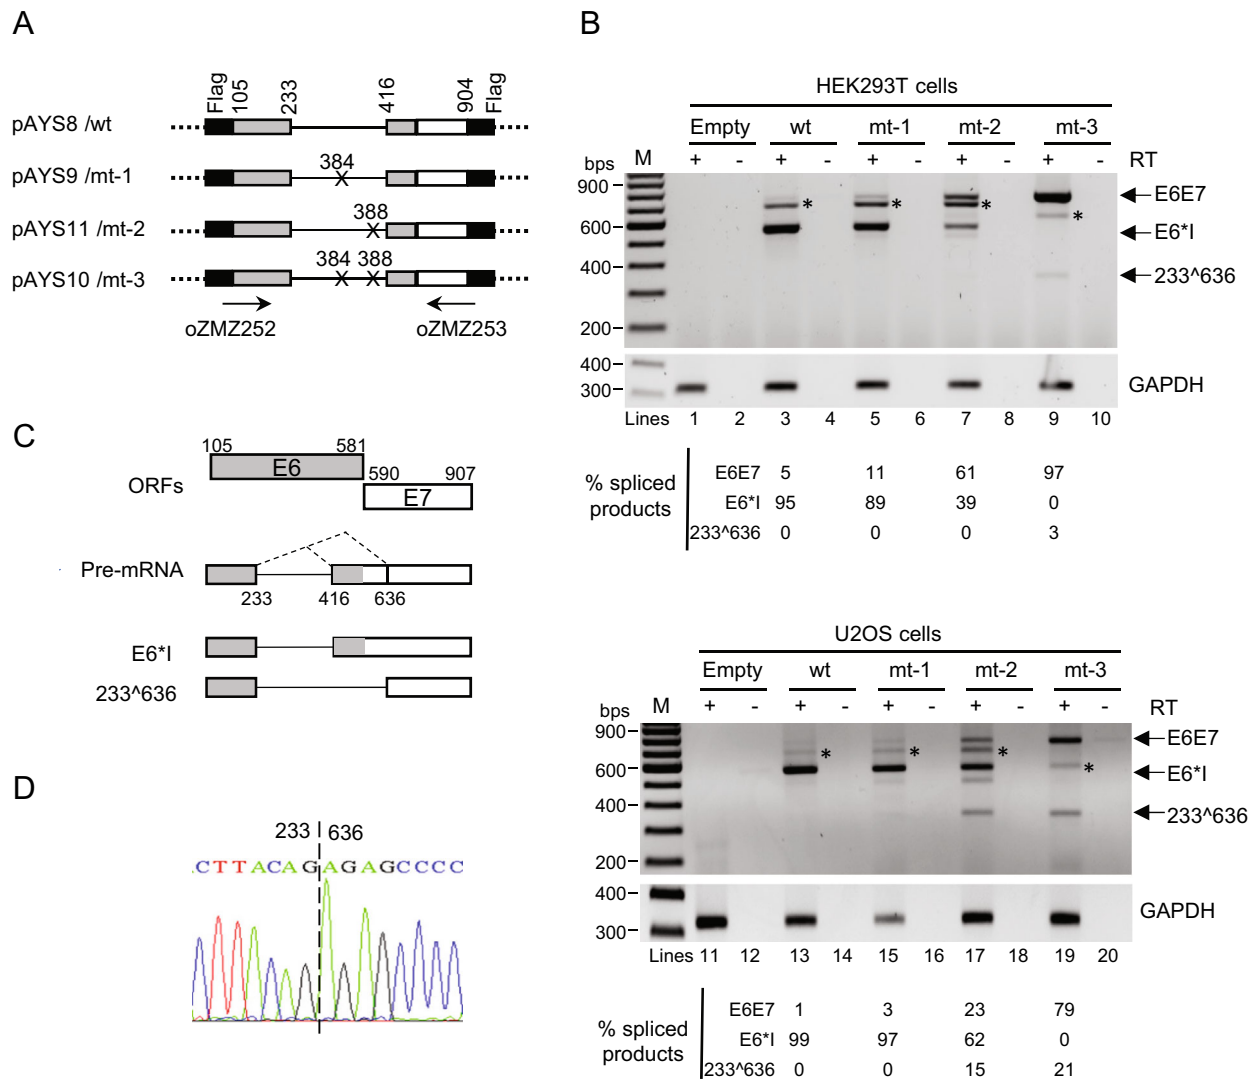 A
Flag 105 233 416 904 Flag
pAYS8 /wt
384
pAYS9 /mt-1
X
388
pAYS11 /mt-2
X
384 388
pAYS10 /mt-3
X X
oZMZ252 oZMZ253
B
HEK293T cells
Empty wt mt-1 mt-2 mt-3
bps M + - + - + - + - + - RT
900
600
400
200
* * * *
E6E7
E6*I
233^636
400
300
GAPDH
Lines 1 2 3 4 5 6 7 8 9 10
% spliced products
E6E7 5 11 61 97
E6*I 95 89 39 0
233^636 0 0 0 3
U2OS cells
Empty wt mt-1 mt-2 mt-3
bps M + - + - + - + - + - RT
900
600
400
200
* * * *
E6E7
E6*I
233^636
400
300
GAPDH
Lines 11 12 13 14 15 16 17 18 19 20
% spliced products
E6E7 1 3 23 79
E6*I 99 97 62 0
233^636 0 0 15 21
C
105 581
E6
590 907
ORFs
E7
Pre-mRNA
233 416 636
E6*I
233^636
D
233 636
CTTACAGAGAGCCCC